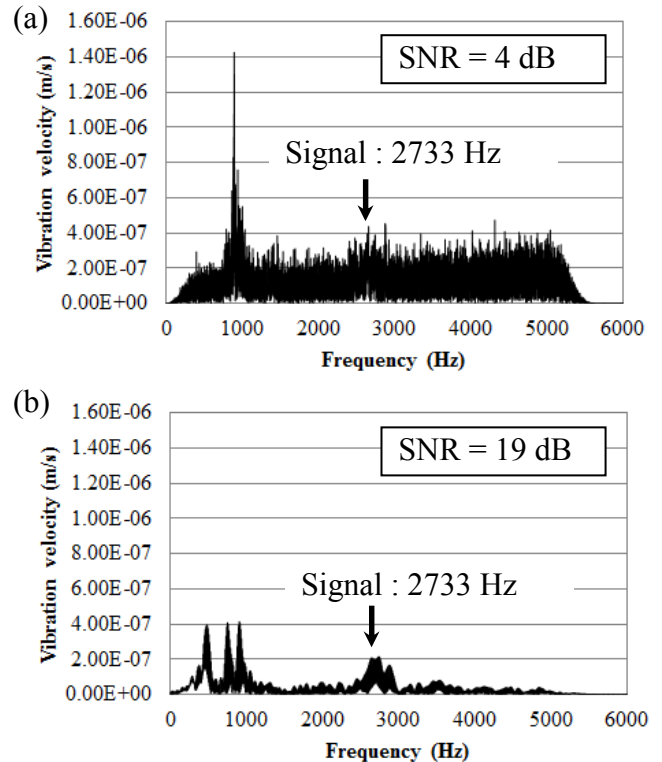 (a)
SNR = 4 dB
Signal : 2733 Hz
Vibration velocity (m/s)
1.60E-06
1.40E-06
1.20E-06
1.00E-06
8.00E-07
6.00E-07
4.00E-07
2.00E-07
0.00E+00
0 1000 2000 3000 4000 5000 6000
Frequency (Hz)
(b)
SNR = 19 dB
Signal : 2733 Hz
Vibration velocity (m/s)
1.60E-06
1.40E-06
1.20E-06
1.00E-06
8.00E-07
6.00E-07
4.00E-07
2.00E-07
0.00E+00
0 1000 2000 3000 4000 5000 6000
Frequency (Hz)